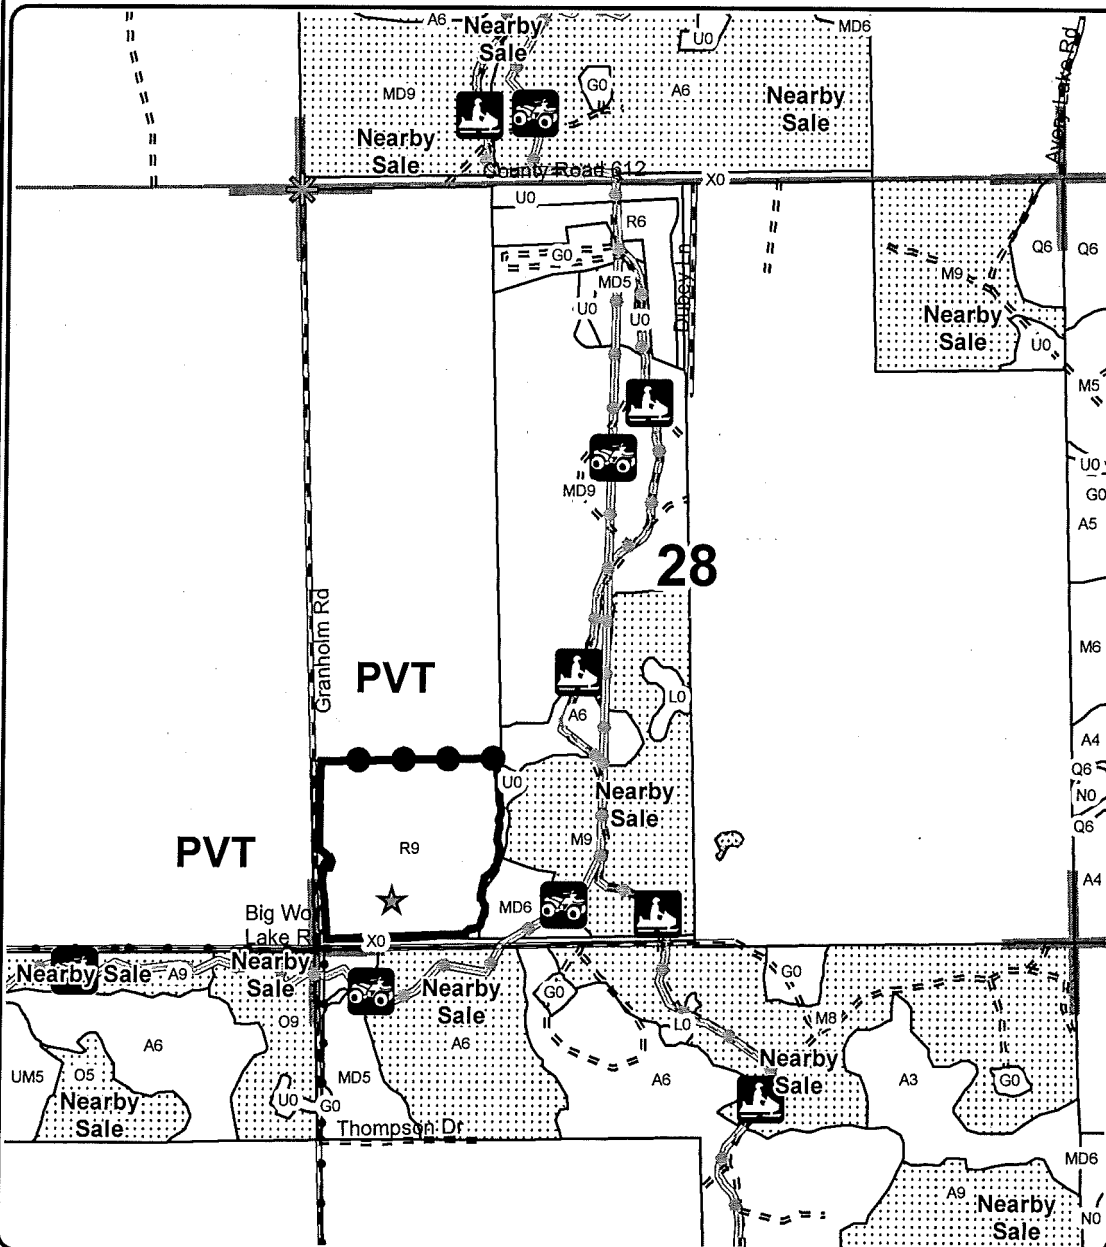 A6
Nearby
Sale
U0
MD6
Avery Lake Rd
MD9
G0
A6
Nearby
Sale
Nearby
Sale
County Road 612
X0
U0
R6
Q6
Q6
G0
M9
MD5
U0
U0
Dubey Ln
Nearby
Sale
U0
M5
U0
G0
MD9
A5
28
Granholm Rd
M6
PVT
L0
A6
A4
Q6
U0
Nearby
Sale
N0
Q6
M9
R9
PVT
A4
MD6
Big Wo
Lake R
X0
Nearby Sale
A9
Nearby
Sale
Nearby
Sale
G0
G0
O9
L0
M8
A6
A6
Nearby
Sale
UM5
O5
MD5
A6
A3
G0
Nearby
Sale
U0
G0
Thompson Dr
MD6
A9
Nearby
Sale
N0